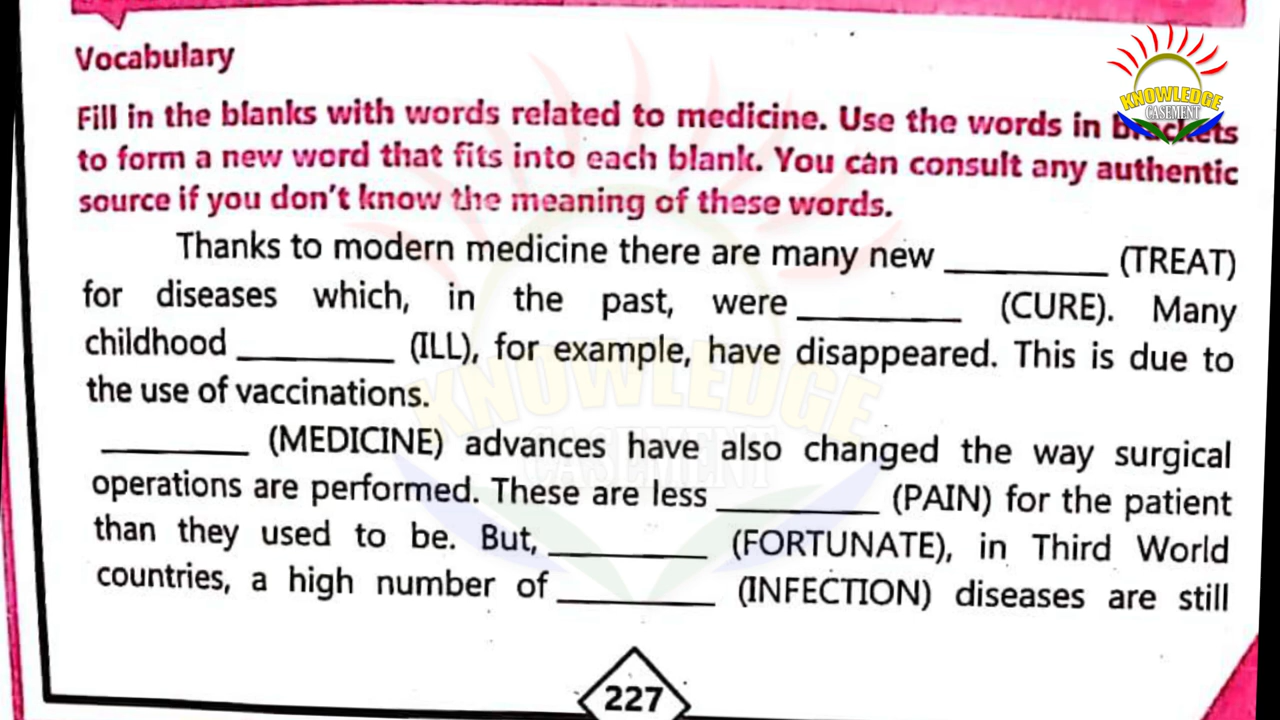 KNOWLEDGE
CASEMENT
Vocabulary
Fill in the blanks with words related to medicine. Use the words in brackets
to form a new word that fits into each blank. You can consult any authentic
source if you don't know the meaning of these words.
Thanks to modern medicine there are many new __________ (TREAT)
for diseases which, in the past, were __________ (CURE). Many
childhood __________ (ILL), for example, have disappeared. This is due to
the use of vaccinations.
__________ (MEDICINE) advances have also changed the way surgical
operations are performed. These are less __________ (PAIN) for the patient
than they used to be. But, __________ (FORTUNATE), in Third World
countries, a high number of __________ (INFECTION) diseases are still
KNOWLEDGE
CASEMENT
227